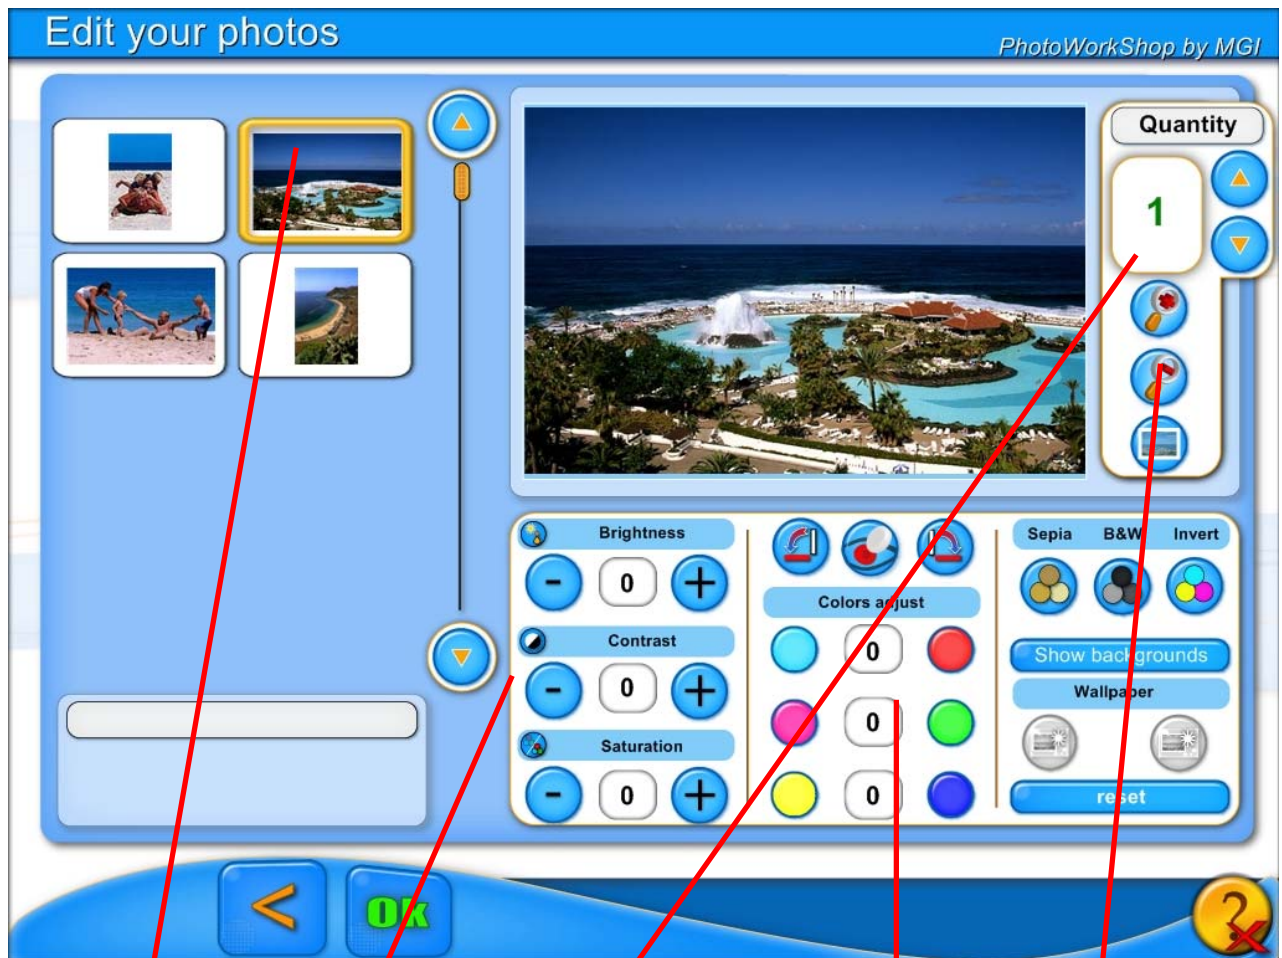 Edit your photos
PhotoWorkShop by MGI
Quantity
1
Brightness
- 0 +
Contrast
- 0 +
Saturation
- 0 +
Colors adjust
0
0
0
Sepia B&W Invert
Show backgrounds
Wallpaper
reset
< Ok
?